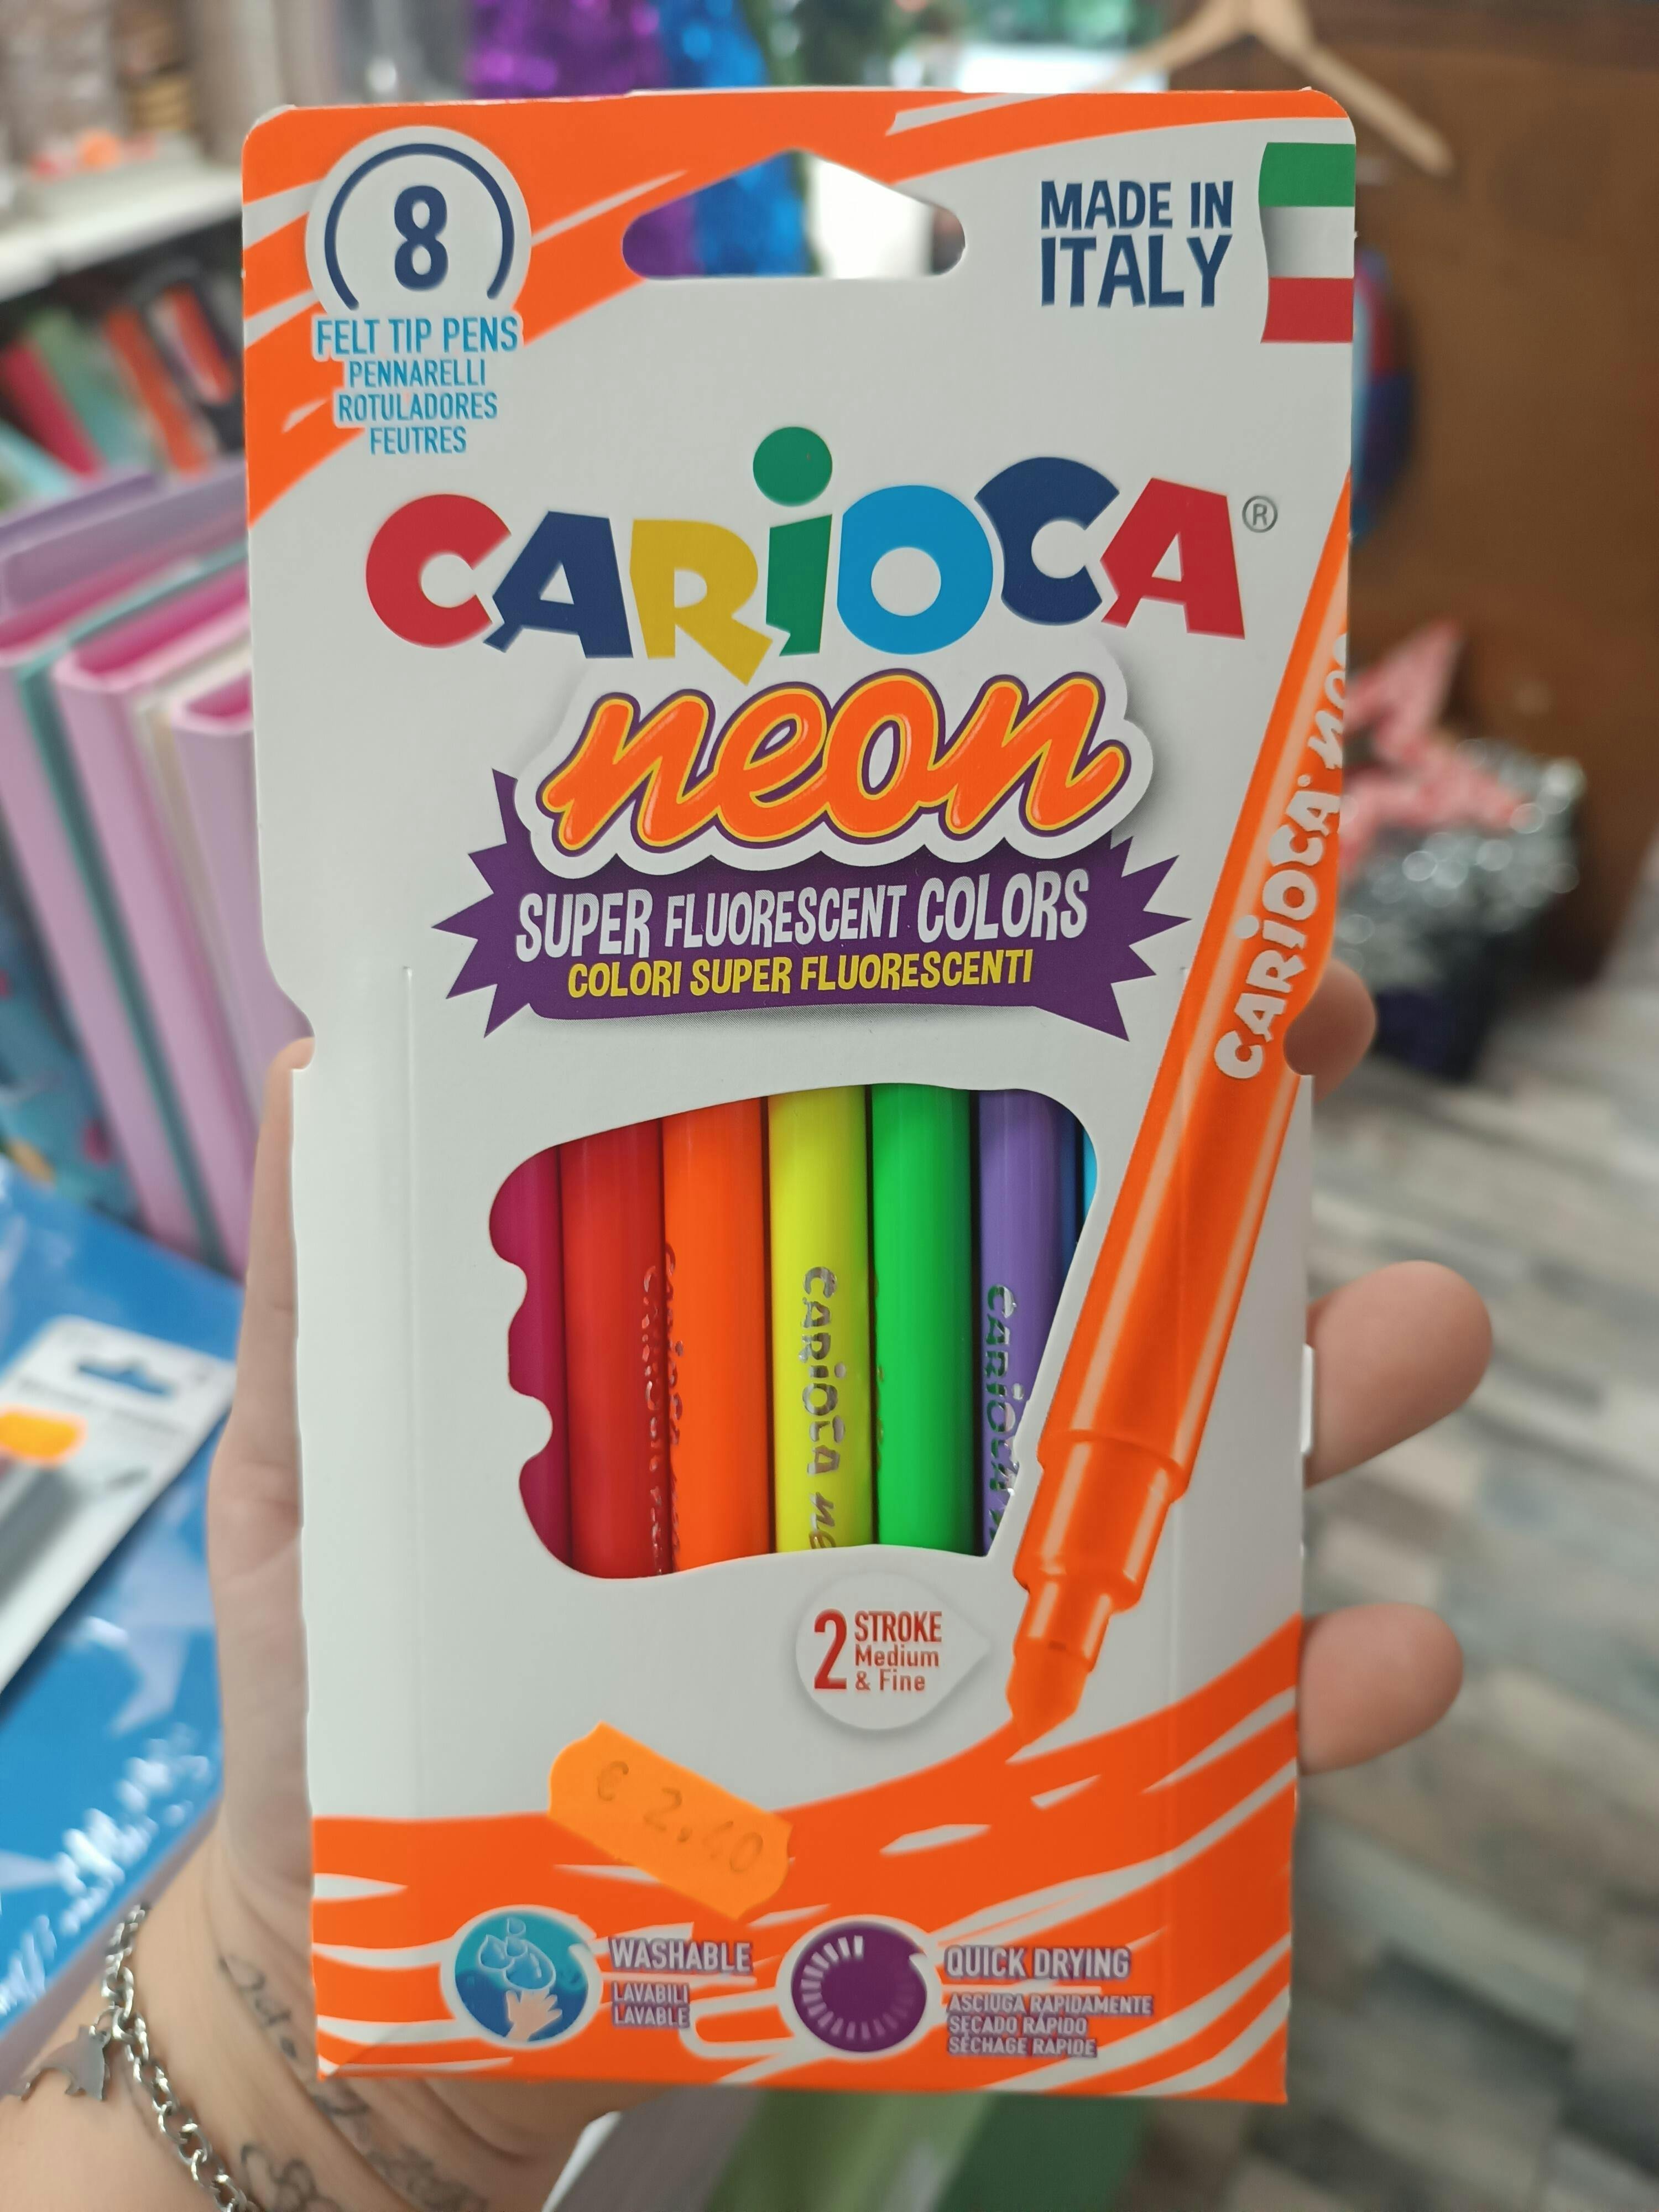 8
FELT TIP PENS
PENNARELLI
ROTULADORES
FEUTRES
MADE IN
ITALY
CARiOCA®
neon
SUPER FLUORESCENT COLORS
COLORI SUPER FLUORESCENTI
CARiOCA
CARiOCA
CARiOCA
2 STROKE
Medium
& Fine
€ 2.40
WASHABLE
LAVABILI
LAVABLE
QUICK DRYING
ASCIUGA RAPIDAMENTE
SECADO RÁPIDO
SÉCHAGE RAPIDE